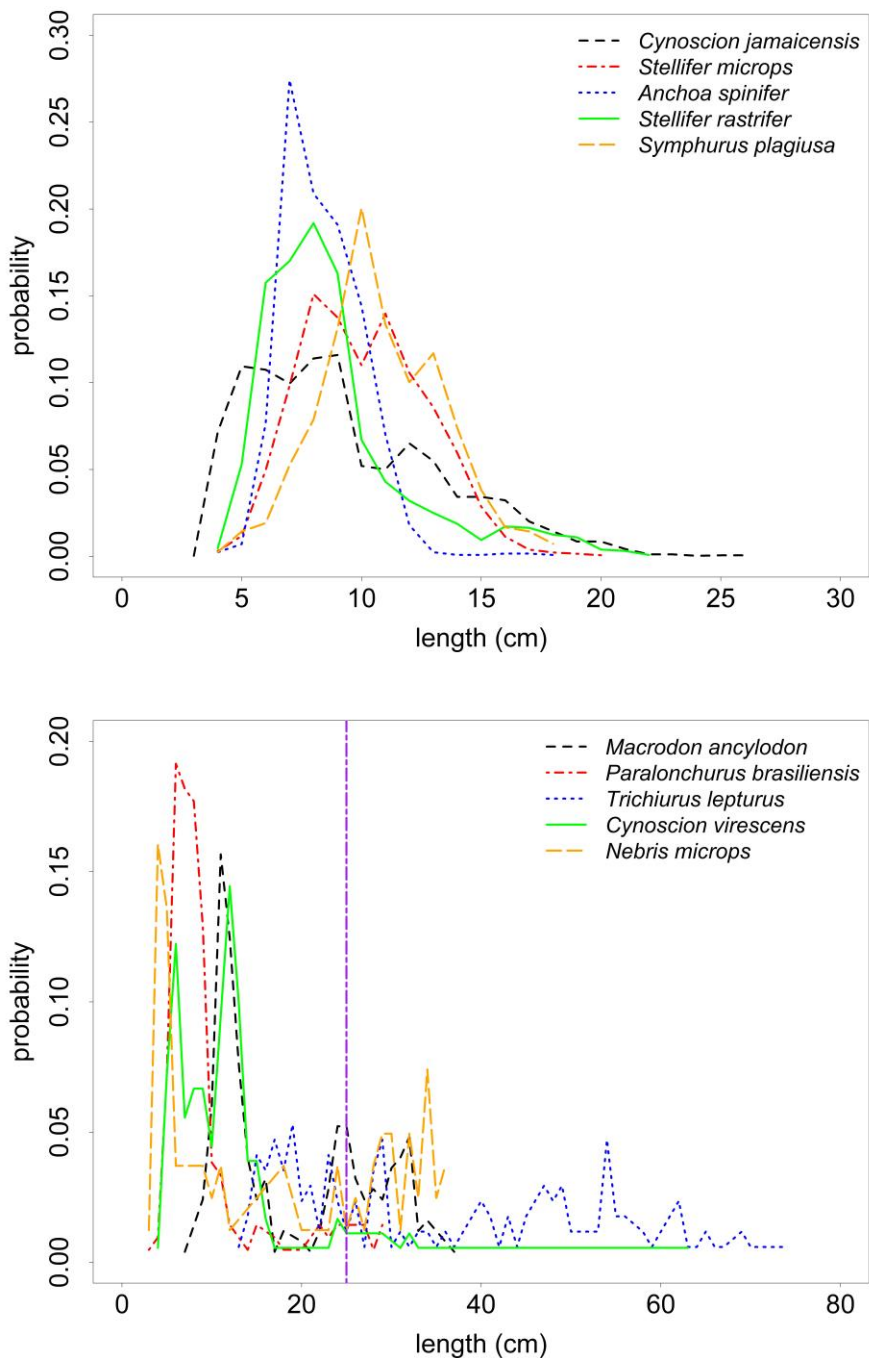 0.30
0.25
0.20
0.15
0.10
0.05
0.00
probability
Cynoscion jamaicensis
Stellifer microps
Anchoa spinifer
Stellifer rastrifer
Symphurus plagiusa
0 5 10 15 20 25 30
length (cm)
0.20
0.15
0.10
0.05
0.00
probability
Macrodon ancylodon
Paralonchurus brasiliensis
Trichiurus lepturus
Cynoscion virescens
Nebris microps
0 20 40 60 80
length (cm)